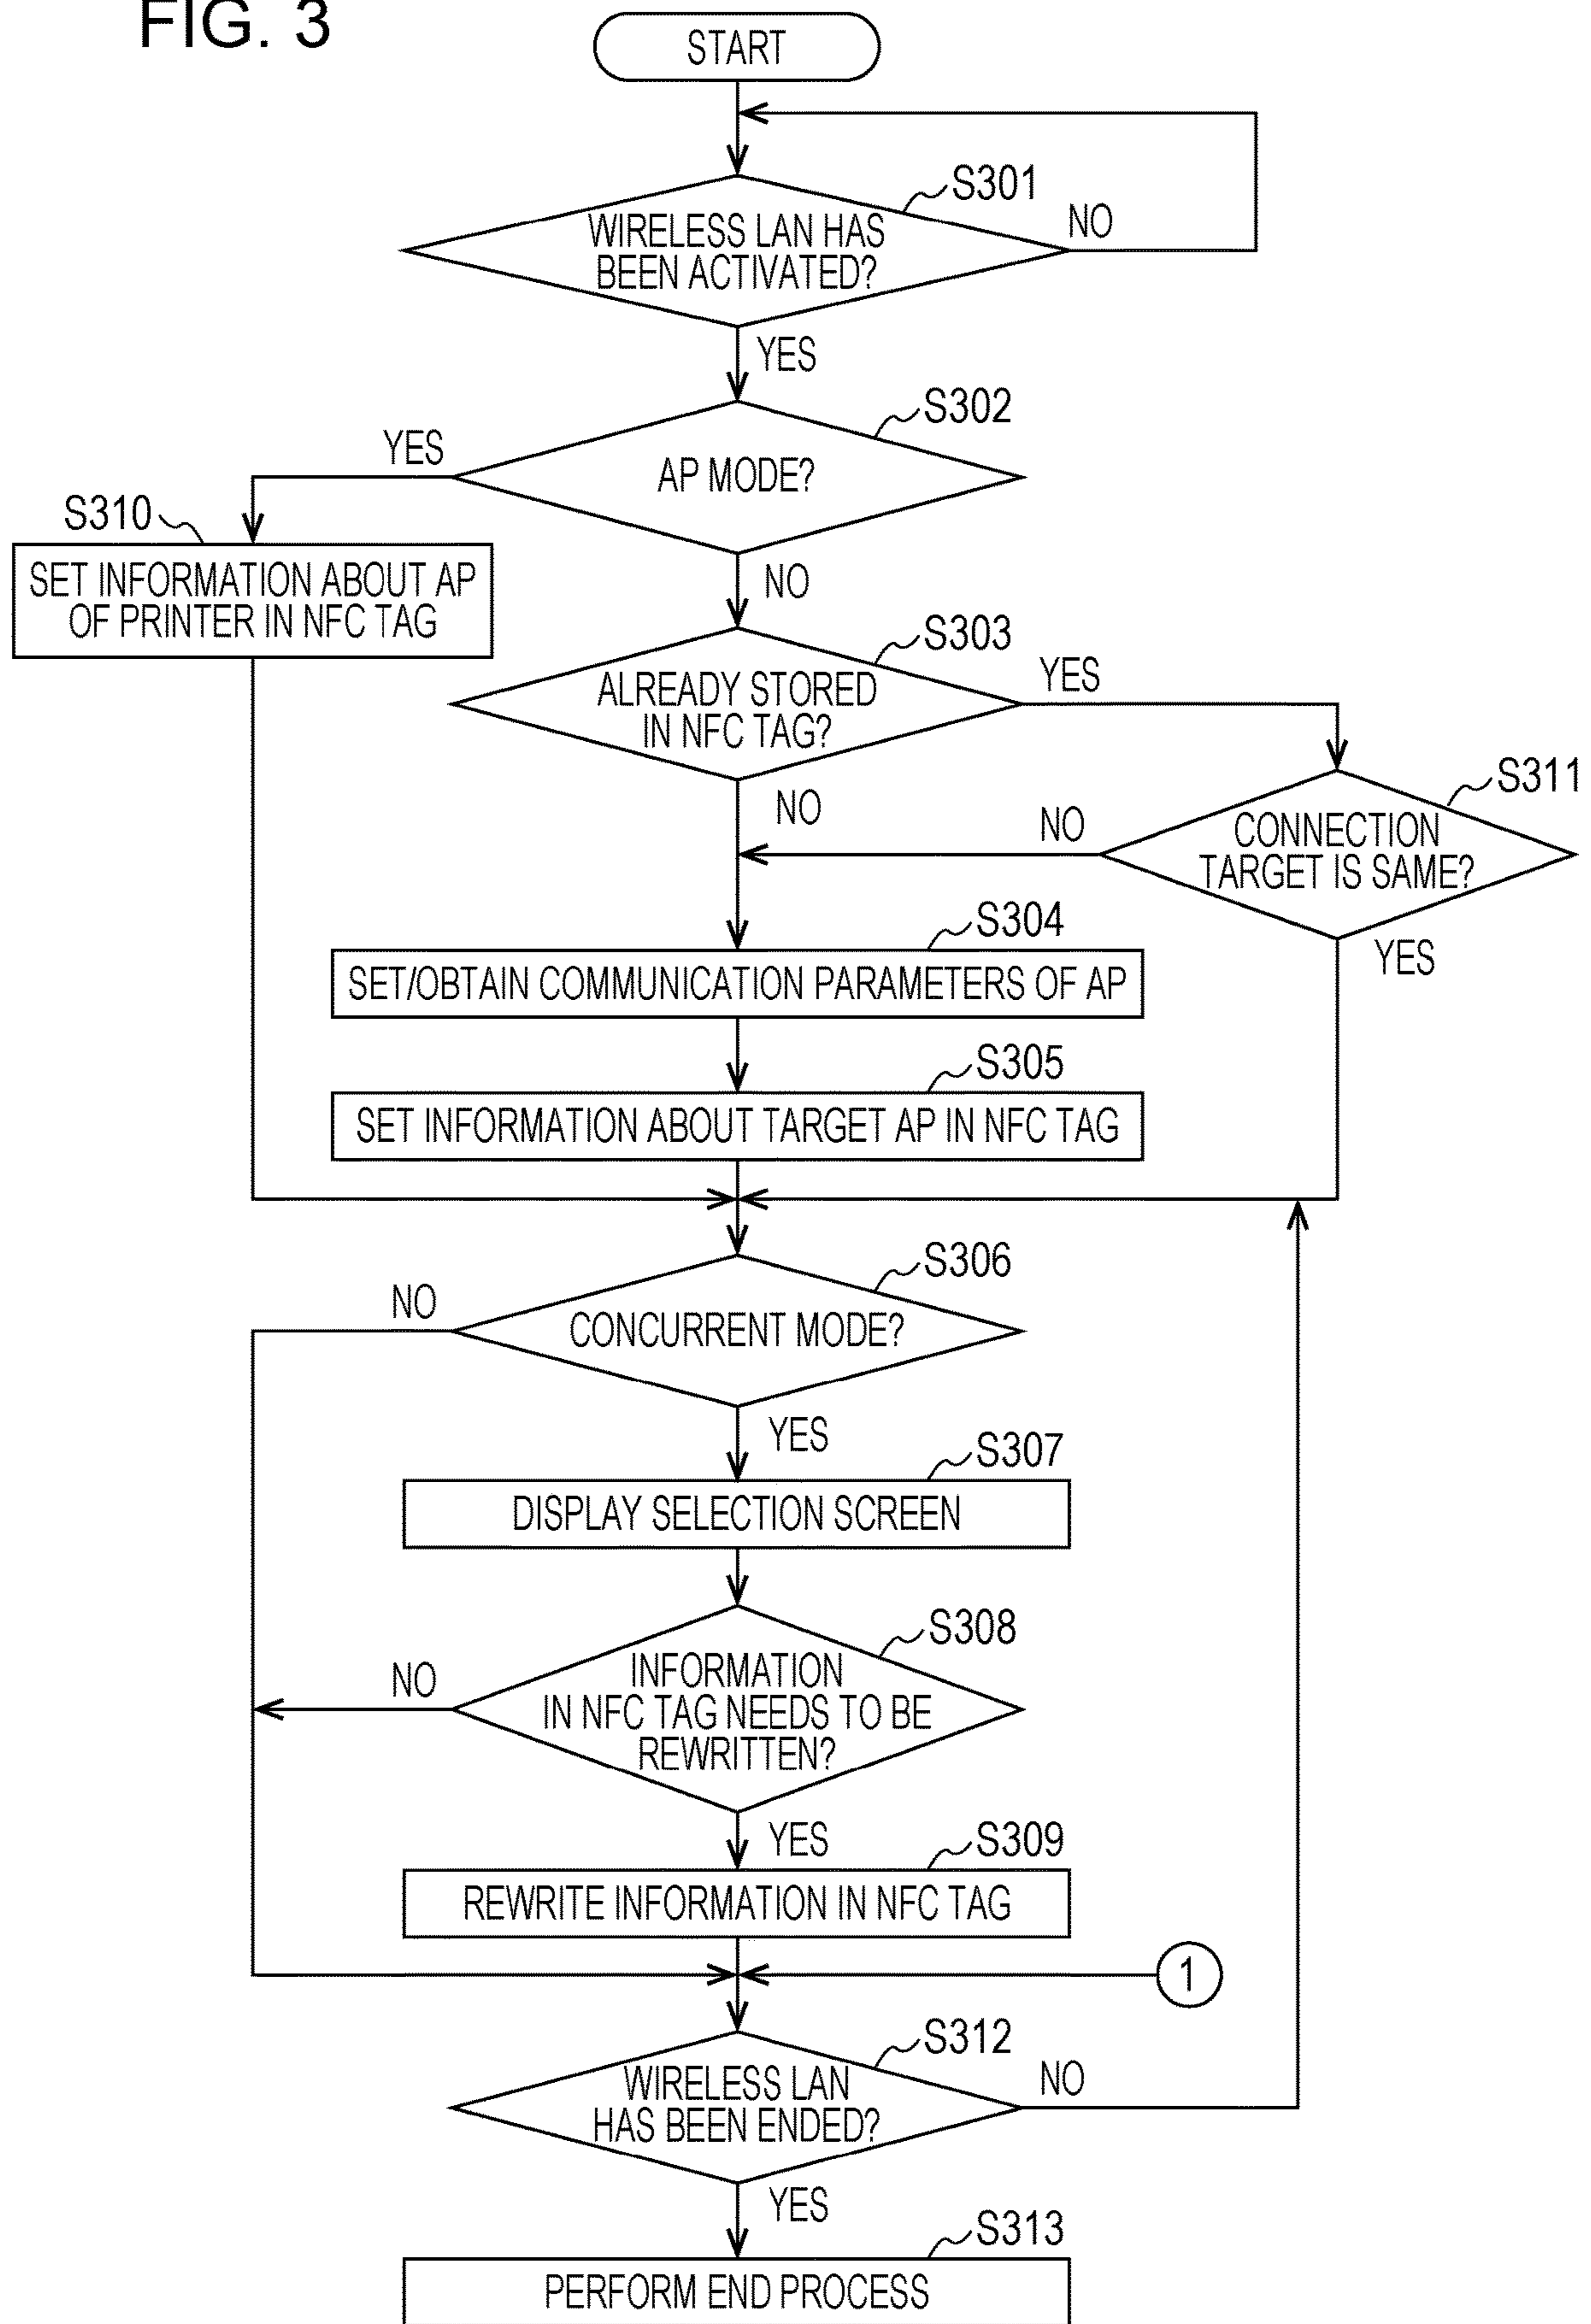 FIG. 3
START
S301
WIRELESS LAN HAS
BEEN ACTIVATED?
NO
YES
S302
AP MODE?
YES
S310
SET INFORMATION ABOUT AP
OF PRINTER IN NFC TAG
NO
S303
ALREADY STORED
IN NFC TAG?
YES
S311
CONNECTION
TARGET IS SAME?
NO
NO
YES
S304
SET/OBTAIN COMMUNICATION PARAMETERS OF AP
S305
SET INFORMATION ABOUT TARGET AP IN NFC TAG
S306
CONCURRENT MODE?
NO
YES
S307
DISPLAY SELECTION SCREEN
S308
INFORMATION
IN NFC TAG NEEDS TO BE
REWRITTEN?
NO
YES
S309
REWRITE INFORMATION IN NFC TAG
1
S312
WIRELESS LAN
HAS BEEN ENDED?
NO
YES
S313
PERFORM END PROCESS